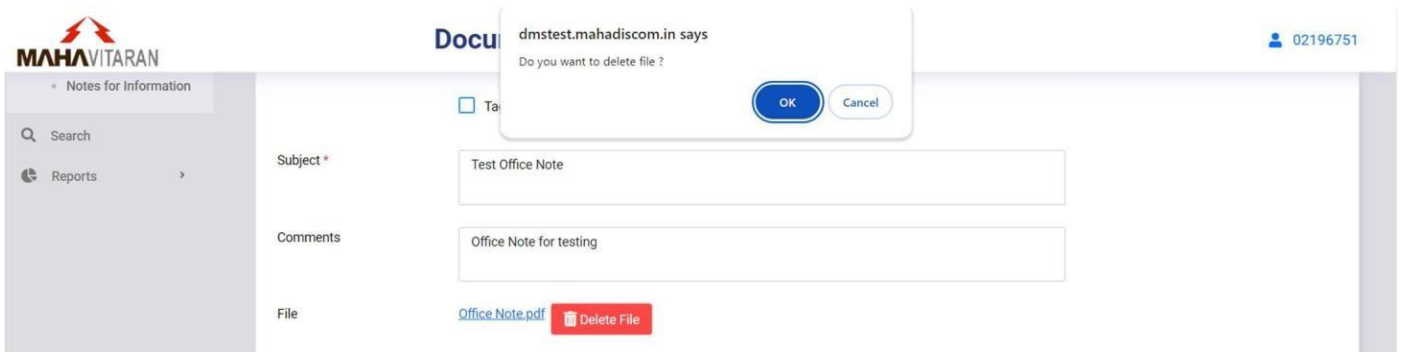 MAHAVITARAN
Docu
dmstest.mahadiscom.in says
Do you want to delete file ?
OK
Cancel
02196751
Notes for Information
Search
Reports
Ta
Subject *
Test Office Note
Comments
Office Note for testing
File
Office Note.pdf
Delete File